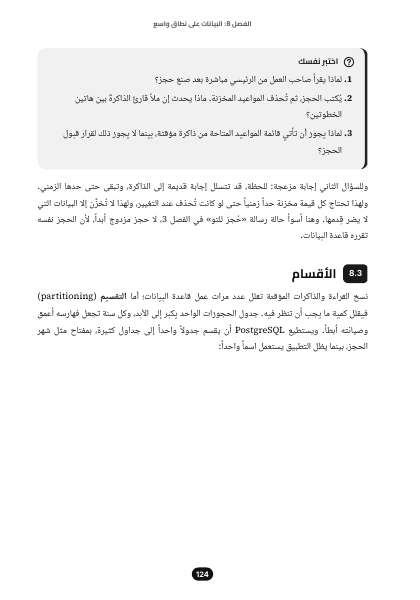 الفصل 8: البيانات على نطاق واسع
اختبر نفسك
1. لماذا يقرأ صاحب العمل من الرئيسي مباشرة بعد صنع حجز؟
2. يُكتب الحجز، ثم تُحذف المواعيد المخزنة. ماذا يحدث إن ملأ قارئٌ الذاكرةَ بين هاتين
الخطوتين؟
3. لماذا يجوز أن تأتي قائمة المواعيد المتاحة من ذاكرة مؤقتة، بينما لا يجوز ذلك لقرار قبول
الحجز؟
وللسؤال الثاني إجابة مزعجة: للحظة، قد تتسلل إجابة قديمة إلى الذاكرة، وتبقى حتى حدها الزمني.
ولهذا تحتاج كل قيمة مخزنة حداً زمنياً حتى لو كانت تُحذف عند التغيير، ولهذا لا تُخزَّن إلا البيانات التي
لا يضر قِدمها. وهنا أسوأ حالة رسالة «حُجز للتو» في الفصل 3، لا حجز مزدوج أبداً، لأن الحجز نفسه
تقرره قاعدة البيانات.
8.3 الأقسام
نسخ القراءة والذاكرات المؤقتة تقلل عدد مرات عمل قاعدة البيانات؛ أما التقسيم (partitioning)
فيقلل كمية ما يجب أن تنظر فيه. جدول الحجوزات الواحد يكبر إلى الأبد، وكل سنة تجعل فهارسه أعمق
وصيانته أبطأ. ويستطيع PostgreSQL أن يقسم جدولاً واحداً إلى جداول كثيرة، بمفتاح مثل شهر
الحجز، بينما يظل التطبيق يستعمل اسماً واحداً:
124